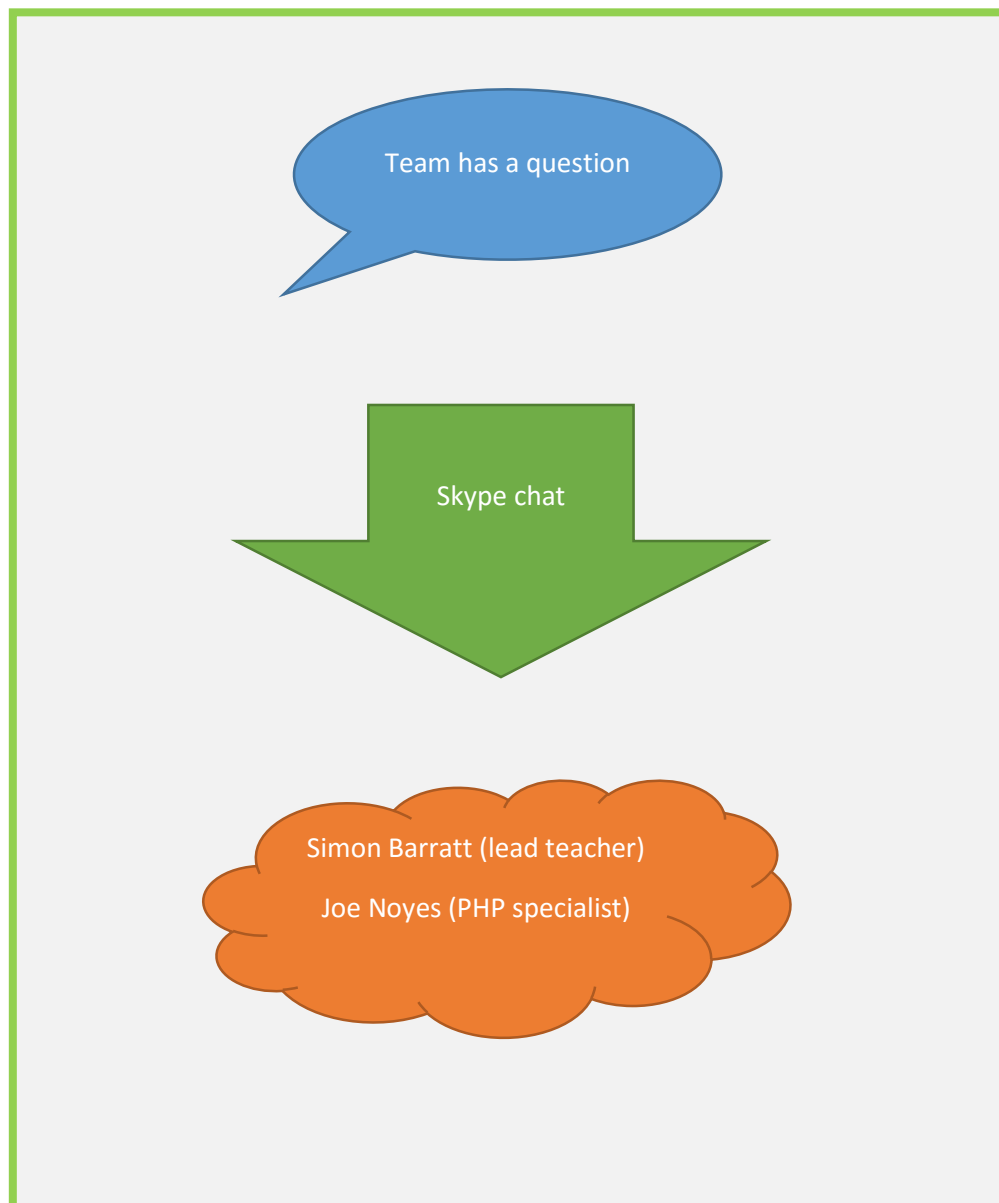 Team has a question
Skype chat
Simon Barratt (lead teacher)
Joe Noyes (PHP specialist)